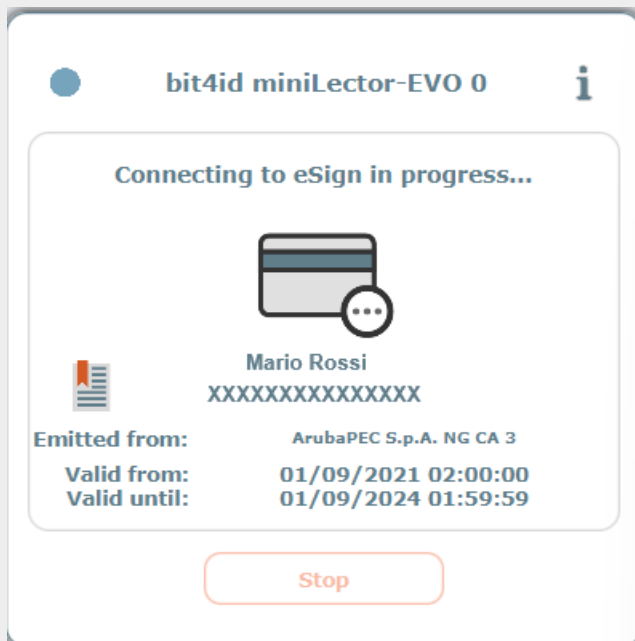 bit4id miniLector-EVO 0
i
Connecting to eSign in progress...
Mario Rossi
XXXXXXXXXXXXXXX
Emitted from: ArubaPEC S.p.A. NG CA 3
Valid from: 01/09/2021 02:00:00
Valid until: 01/09/2024 01:59:59
Stop